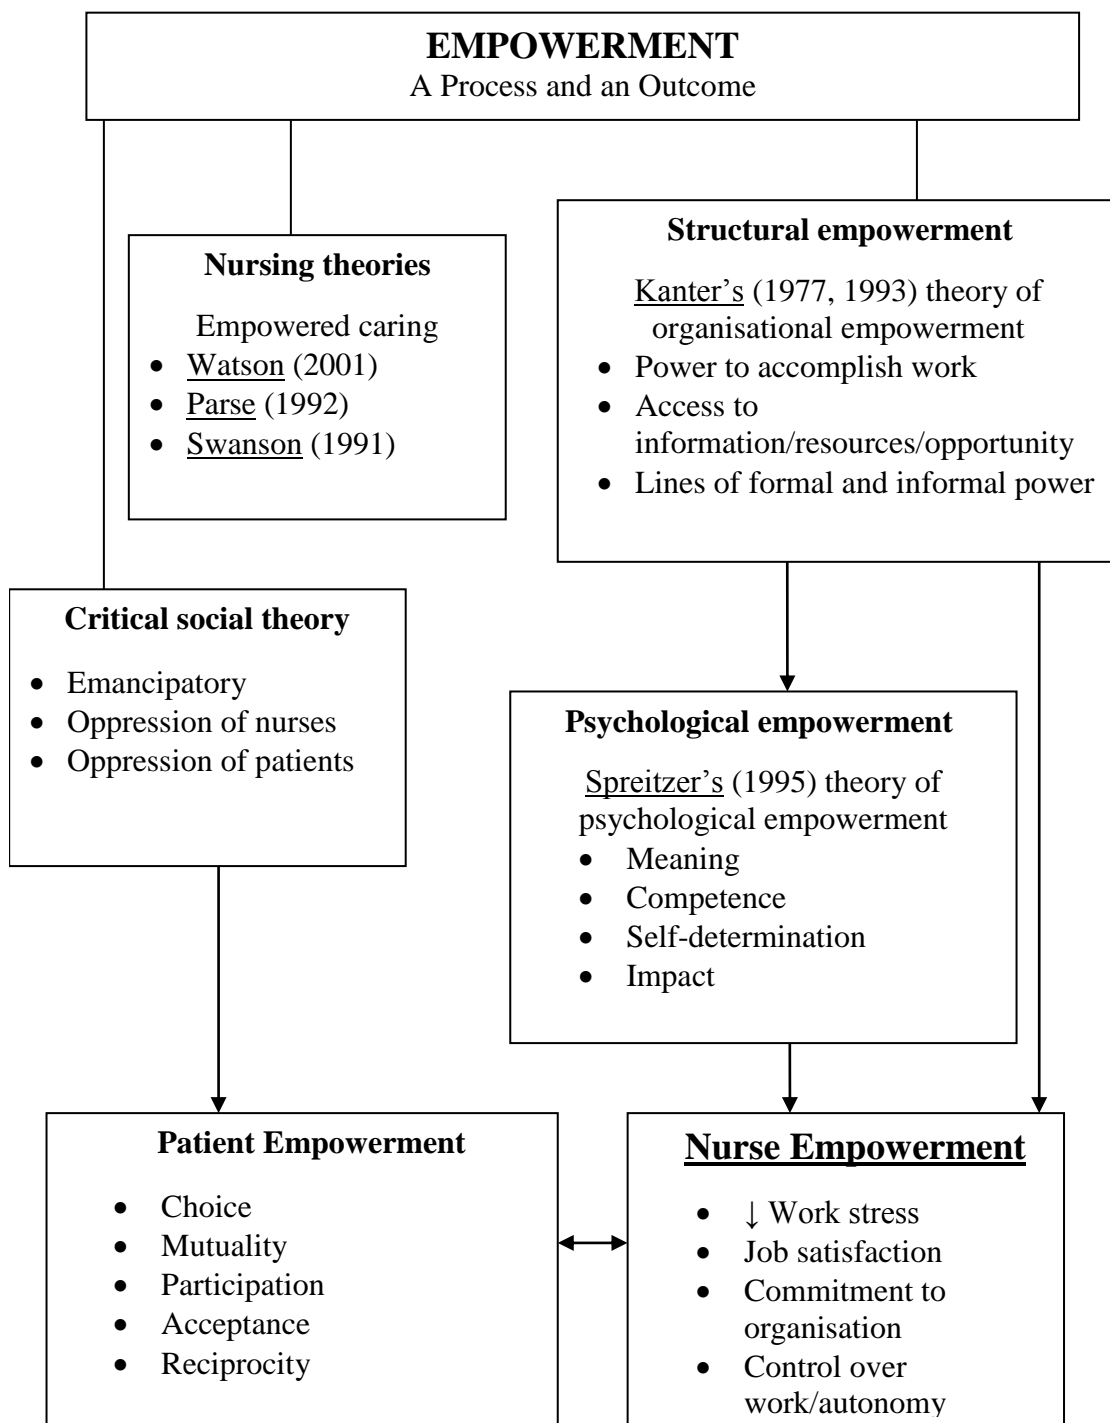 EMPOWERMENT
A Process and an Outcome
Nursing theories
Empowered caring
• Watson (2001)
• Parse (1992)
• Swanson (1991)
Structural empowerment
Kanter’s (1977, 1993) theory of
organisational empowerment
• Power to accomplish work
• Access to
information/resources/opportunity
• Lines of formal and informal power
Critical social theory
• Emancipatory
• Oppression of nurses
• Oppression of patients
Psychological empowerment
Spreitzer’s (1995) theory of
psychological empowerment
• Meaning
• Competence
• Self-determination
• Impact
Patient Empowerment
• Choice
• Mutuality
• Participation
• Acceptance
• Reciprocity
Nurse Empowerment
• ↓ Work stress
• Job satisfaction
• Commitment to
organisation
• Control over
work/autonomy